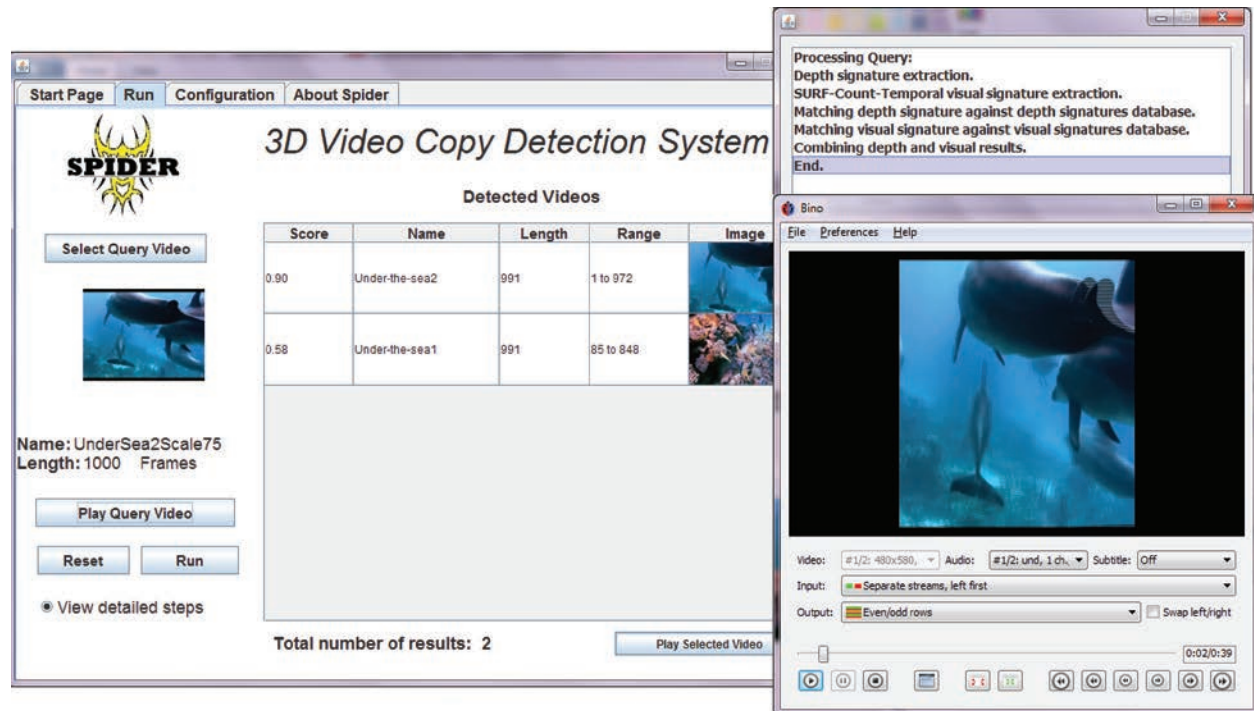 Start Page Run Configuration About Spider
SPIDER
3D Video Copy Detection System
Detected Videos
Select Query Video
Score Name Length Range Image
0.90 Under-the-sea2 991 1 to 972
0.58 Under-the-sea1 991 85 to 848
Name: UnderSea2Scale75
Length: 1000 Frames
Play Query Video
Reset Run
View detailed steps
Total number of results: 2
Play Selected Video
Processing Query:
Depth signature extraction.
SURF-Count-Temporal visual signature extraction.
Matching depth signature against depth signatures database.
Matching visual signature against visual signatures database.
Combining depth and visual results.
End.
Bino
File Preferences Help
Video: #1/2: 480x580, Audio: #1/2: und, 1 ch., Subtitle: Off
Input: Separate streams, left first
Output: Even/odd rows Swap left/right
0:02/0:39